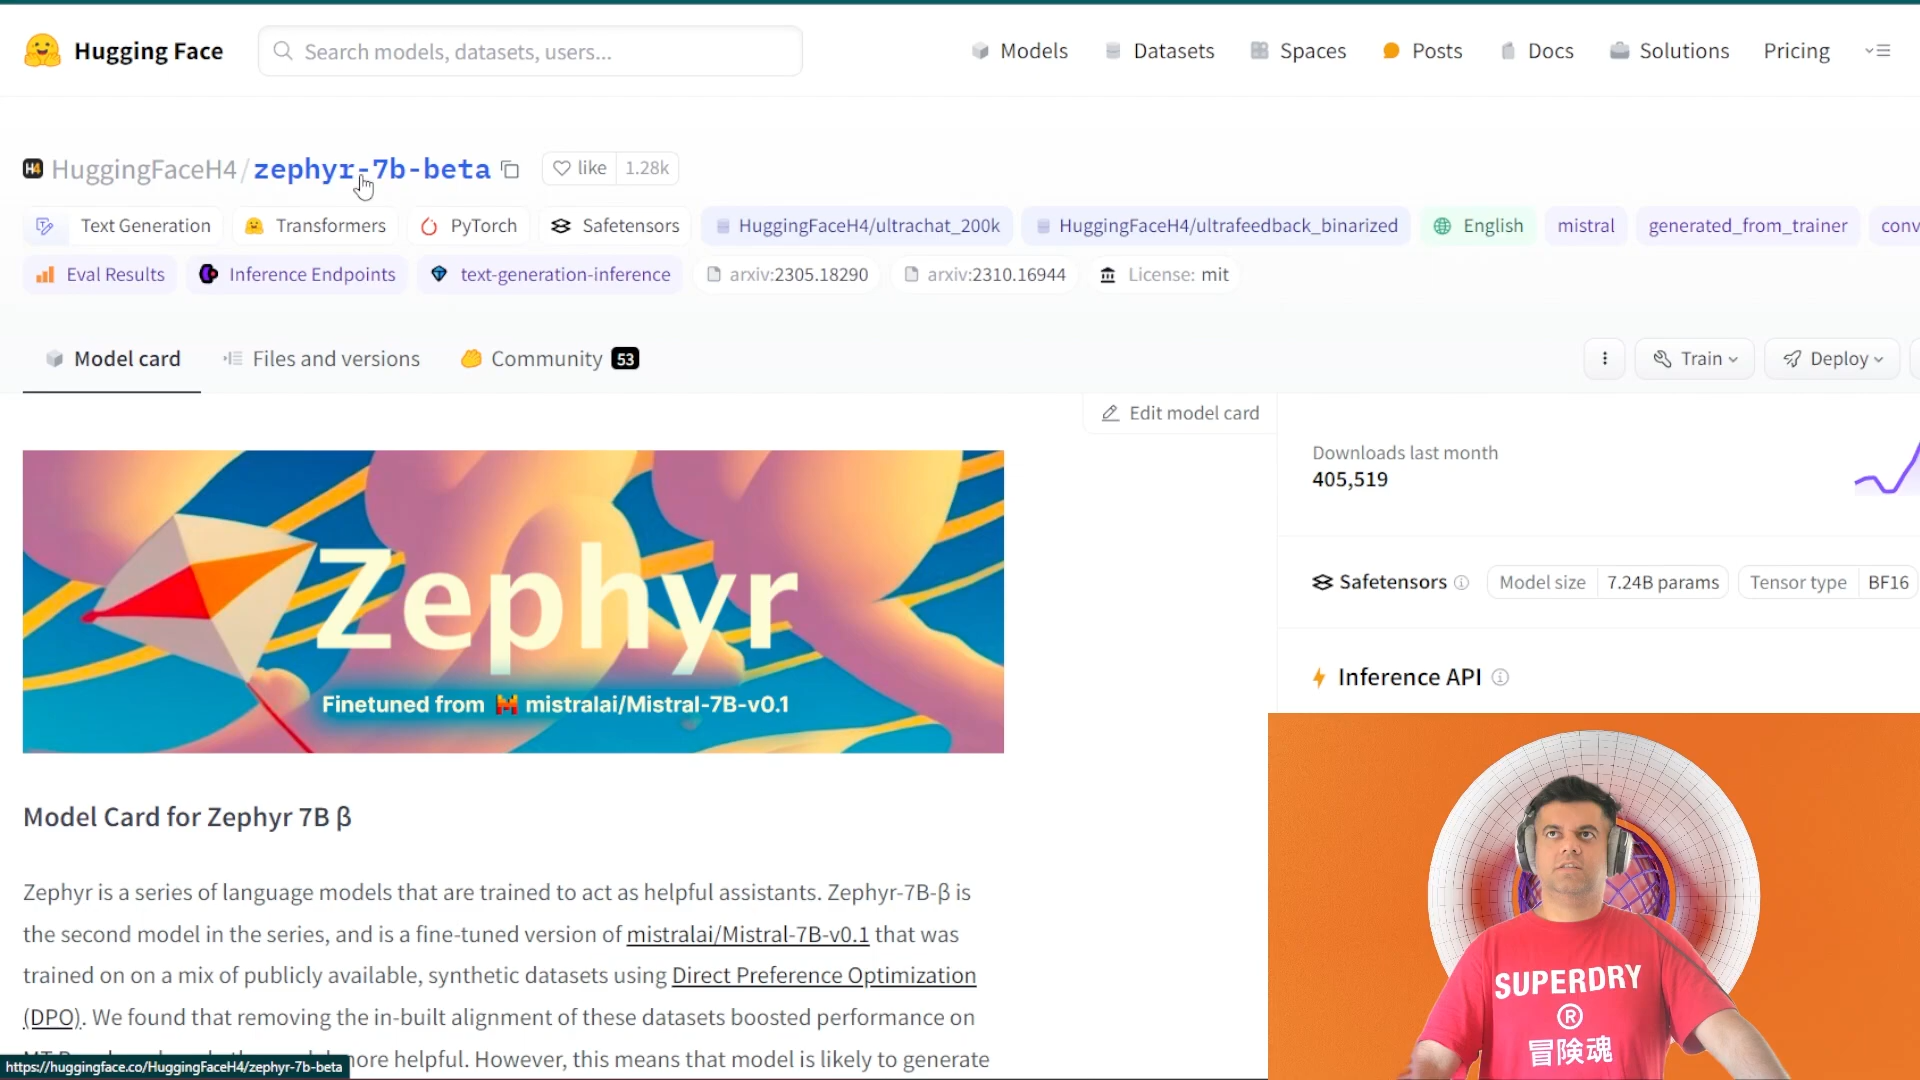 Hugging Face
Search models, datasets, users...
Models
Datasets
Spaces
Posts
Docs
Solutions
Pricing
H4 HuggingFaceH4/zephyr-7b-beta
like 1.28k
Text Generation
Transformers
PyTorch
Safetensors
HuggingFaceH4/ultrachat_200k
HuggingFaceH4/ultrafeedback_binarized
English
mistral
generated_from_trainer
conv
Eval Results
Inference Endpoints
text-generation-inference
arxiv:2305.18290
arxiv:2310.16944
License: mit
Model card
Files and versions
Community 53
Train
Deploy
Edit model card
Downloads last month
405,519
Zephyr
Finetuned from mistralai/Mistral-7B-v0.1
Safetensors
Model size 7.24B params
Tensor type BF16
Inference API
Model Card for Zephyr 7B β
Zephyr is a series of language models that are trained to act as helpful assistants. Zephyr-7B-β is
the second model in the series, and is a fine-tuned version of mistralai/Mistral-7B-v0.1 that was
trained on on a mix of publicly available, synthetic datasets using Direct Preference Optimization
(DPO). We found that removing the in-built alignment of these datasets boosted performance on
more helpful. However, this means that model is likely to generate
https://huggingface.co/HuggingFaceH4/zephyr-7b-beta
SUPERDRY
®
冒険魂